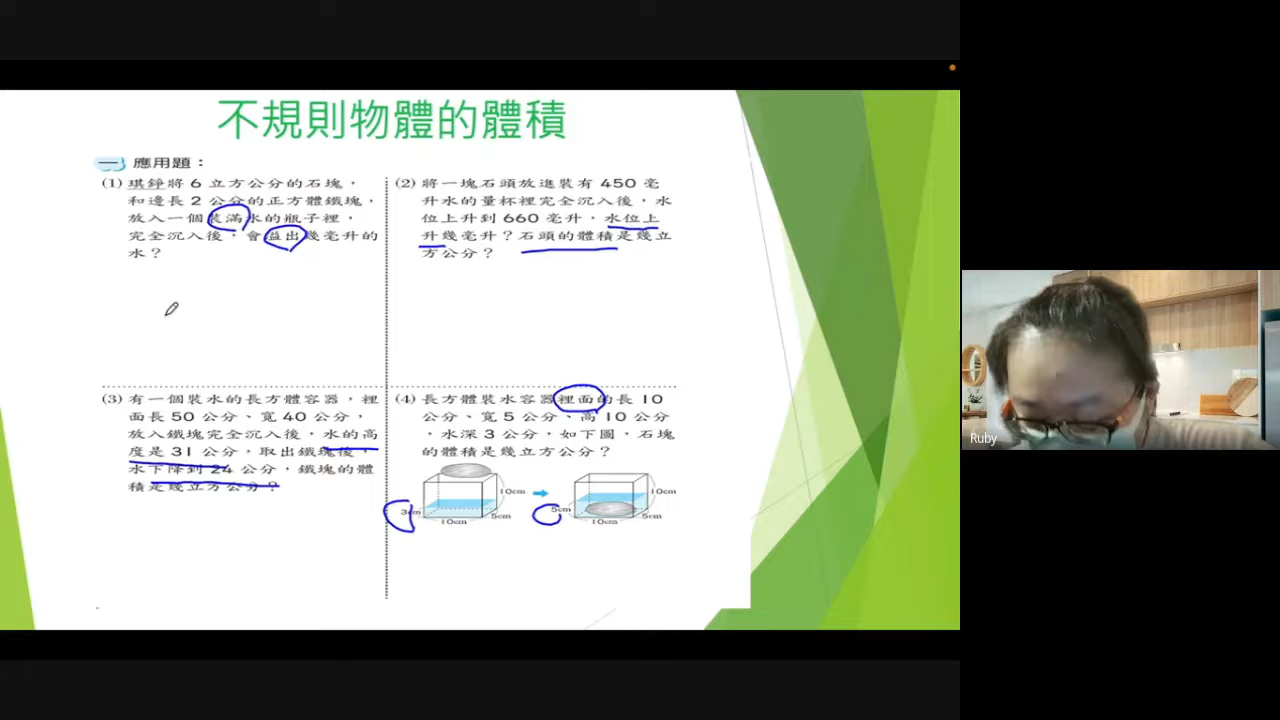 不規則物體的體積
一 應用題：
(1) 琪錚將 6 立方公分的石塊，
和邊長 2 公分的正方體鐵塊，
放入一個裝滿水的瓶子裡，
完全沉入後，會溢出幾毫升的
水？
(2) 將一塊石頭放進裝有 450 毫
升水的量杯裡完全沉入後，水
位上升到 660 毫升，水位上
升幾毫升？石頭的體積是幾立
方公分？
(3) 有一個裝水的長方體容器，裡
面長 50 公分、寬 40 公分，
放入鐵塊完全沉入後，水的高
度是 31 公分，取出鐵塊後，
水下降到 24 公分，鐵塊的體
積是幾立方公分？
(4) 長方體裝水容器裡面的長 10
公分、寬 5 公分、高 10 公分
，水深 3 公分，如下圖，石塊
的體積是幾立方公分？
10cm
3cm
5cm
10cm
10cm
5cm
5cm
10cm
Ruby